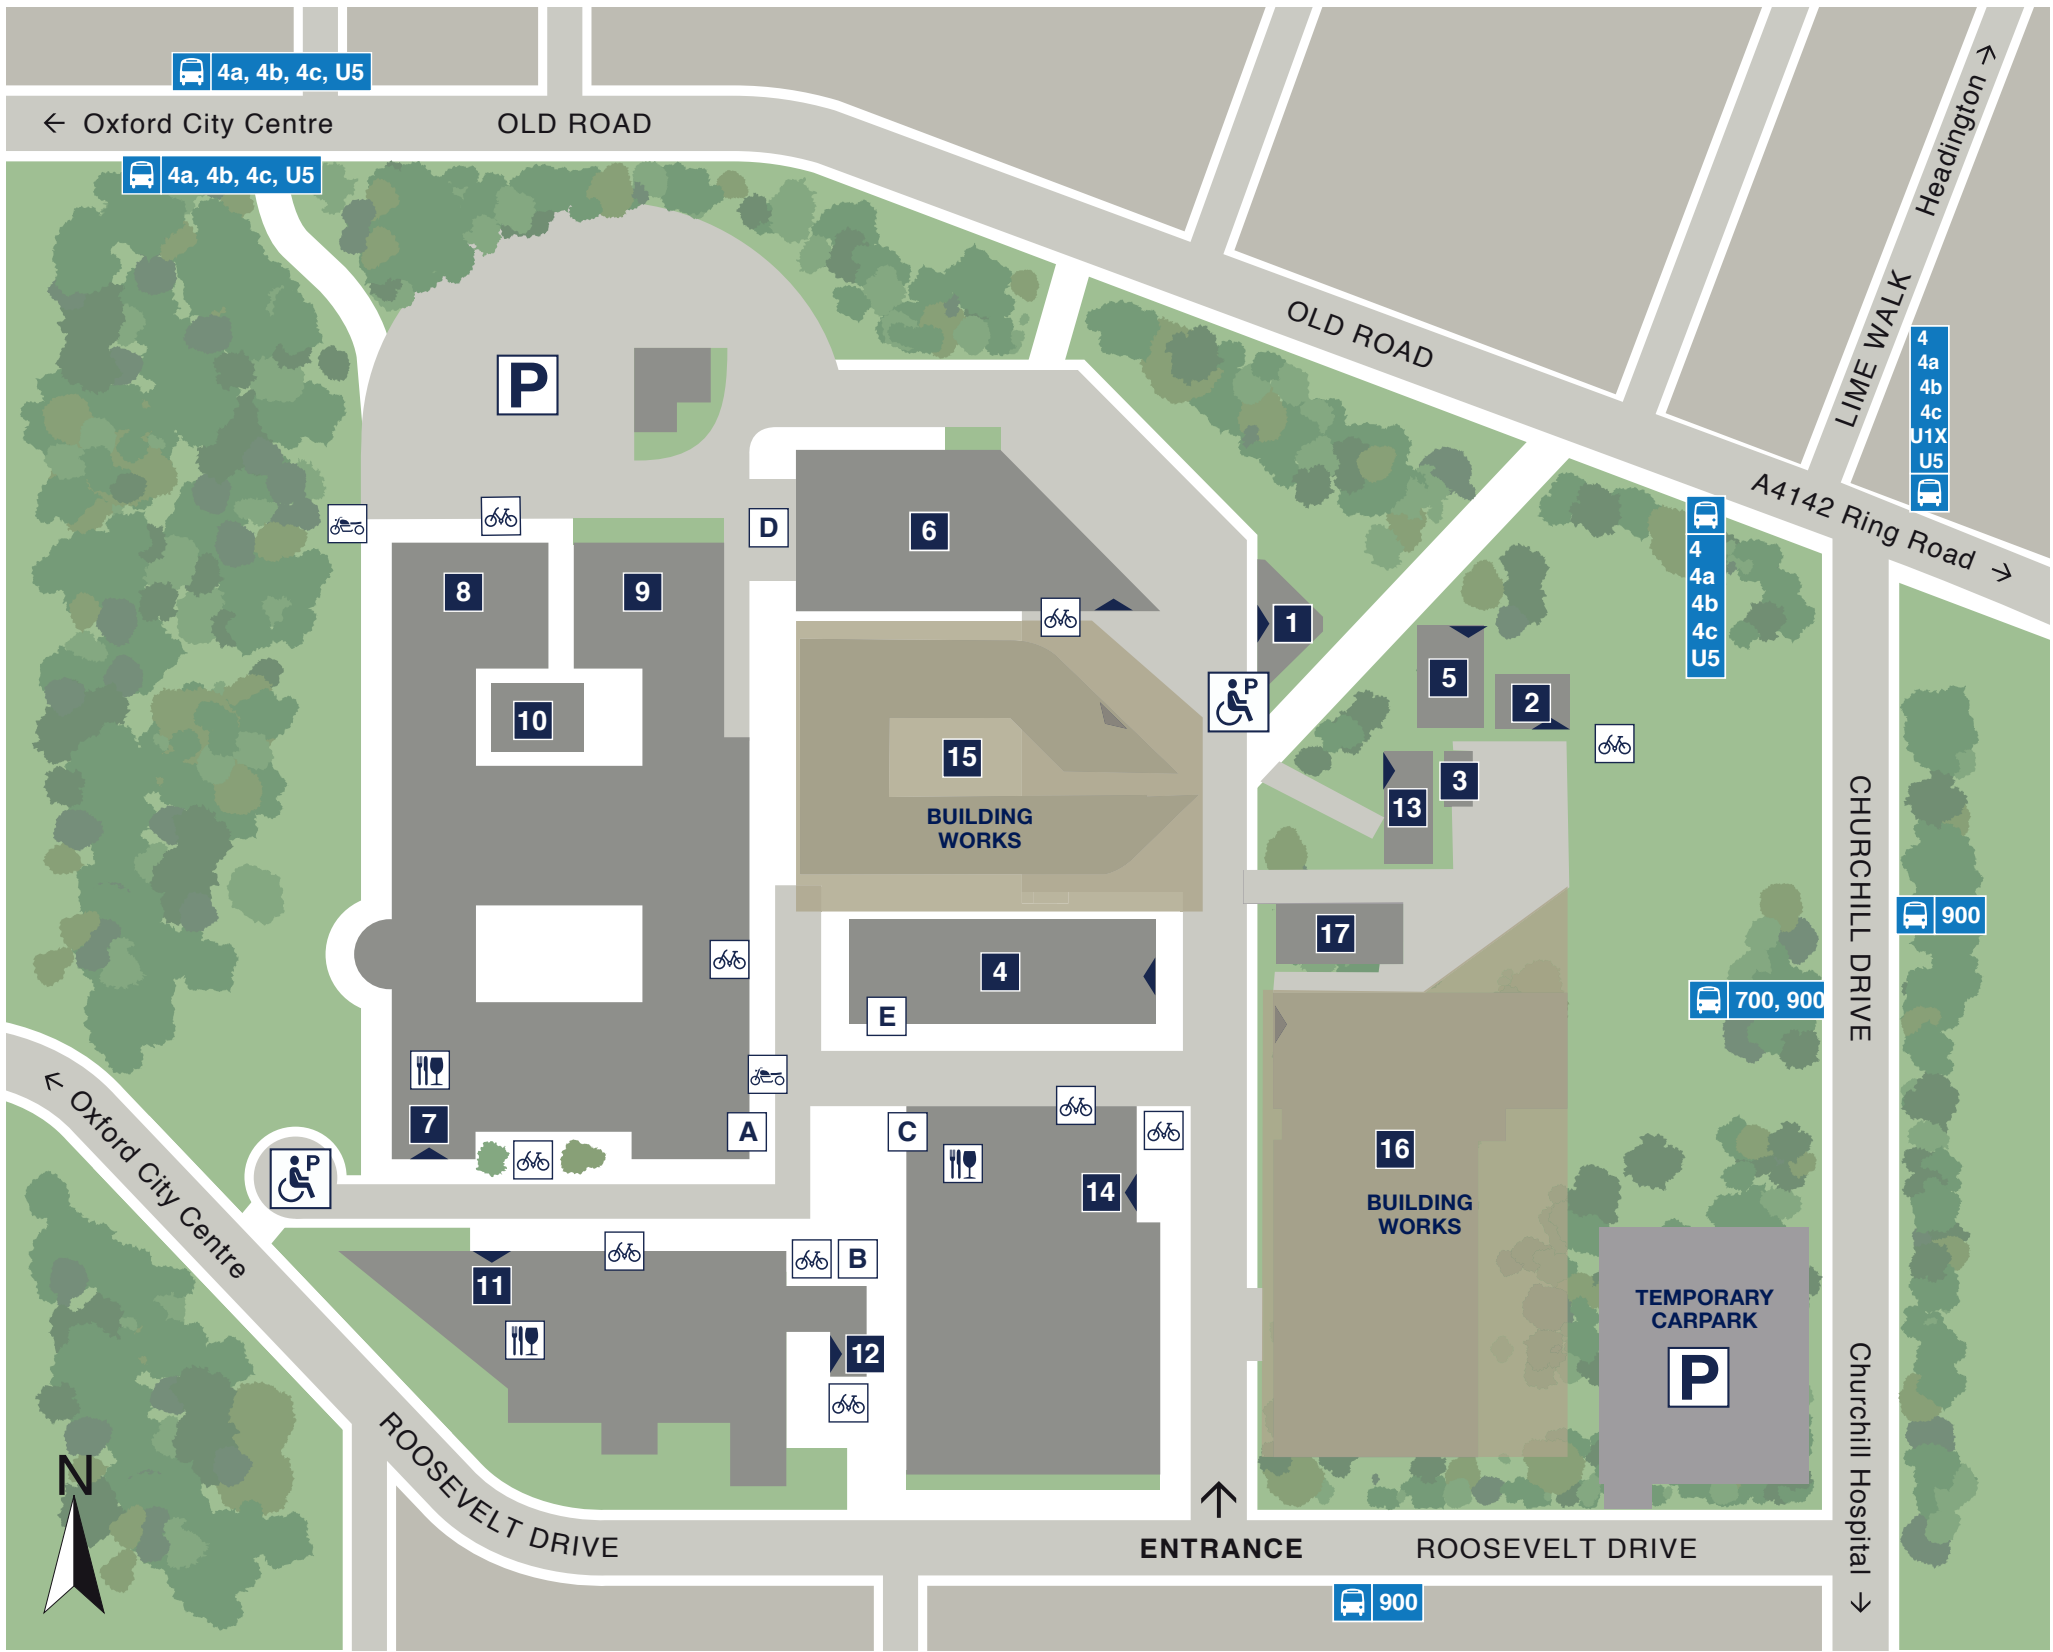 4a, 4b, 4c, U5
← Oxford City Centre
OLD ROAD
4a, 4b, 4c, U5
Headington →
OLD ROAD
LIME WALK
4
4a
4b
4c
U1X
U5
P
A4142 Ring Road →
4
4a
4b
4c
U5
D
6
8
9
1
5
2
P
10
15
BUILDING
WORKS
3
13
CHURCHILL DRIVE
900
17
4
E
700, 900
← Oxford City Centre
7
A
C
P
14
16
BUILDING
WORKS
11
B
12
TEMPORARY
CARPARK
P
Churchill Hospital →
N
ROOSEVELT DRIVE
ENTRANCE
ROOSEVELT DRIVE
900